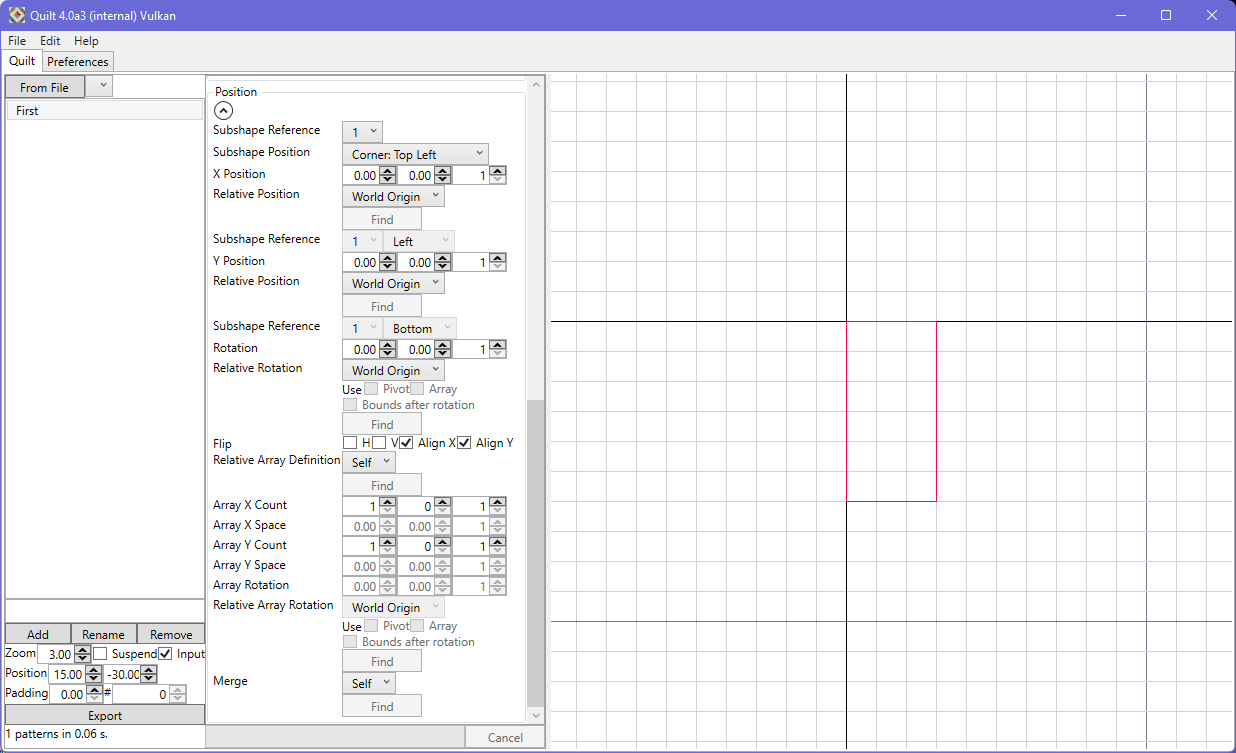 Quilt 4.0a3 (internal) Vulkan
File Edit Help
Quilt Preferences
From File
First
Position
Subshape Reference 1
Subshape Position Corner: Top Left
X Position 0.00 0.00 1
Relative Position World Origin
Find
Subshape Reference 1 Left
Y Position 0.00 0.00 1
Relative Position World Origin
Find
Subshape Reference 1 Bottom
Rotation 0.00 0.00 1
Relative Rotation World Origin
Use Pivot Array
Bounds after rotation
Find
Flip H V Align X Align Y
Relative Array Definition Self
Find
Array X Count 1 0 1
Array X Space 0.00 0.00 1
Array Y Count 1 0 1
Array Y Space 0.00 0.00 1
Array Rotation 0.00 0.00 1
Relative Array Rotation World Origin
Use Pivot Array
Bounds after rotation
Find
Merge Self
Find
Cancel
Add Rename Remove
Zoom 3.00 Suspend Input
Position 15.00 -30.00
Padding 0.00 # 0
Export
1 patterns in 0.06 s.